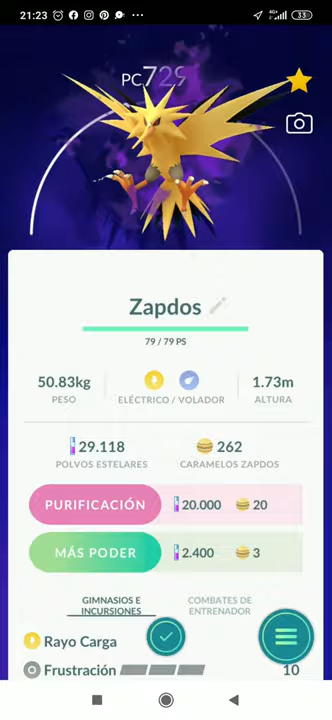 21:23
4G+
33
PC729
Zapdos
79 / 79 PS
50.83kg
PESO
ELÉCTRICO / VOLADOR
1.73m
ALTURA
29.118
POLVOS ESTELARES
262
CARAMELOS ZAPDOS
PURIFICACIÓN
20.000
20
MÁS PODER
2.400
3
GIMNASIOS E
INCURSIONES
COMBATES DE
ENTRENADOR
Rayo Carga
Frustración
10